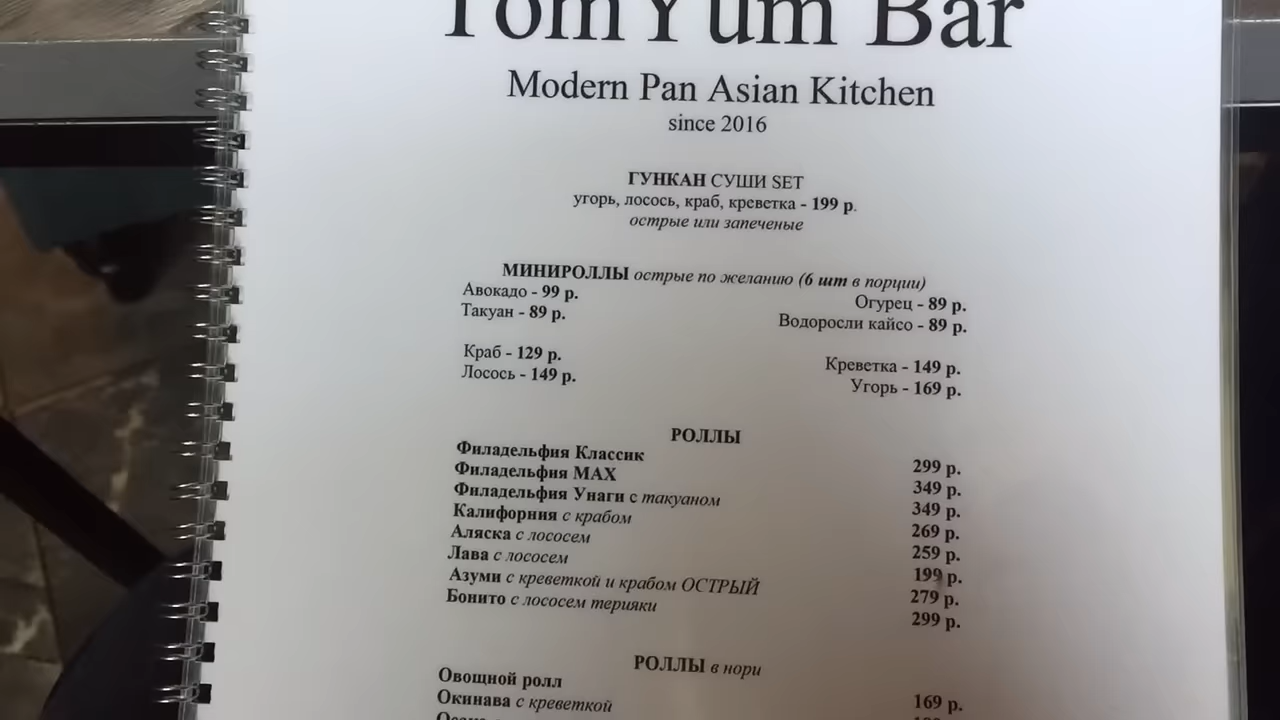 TomYum Bar
Modern Pan Asian Kitchen
since 2016
ГУНКАН СУШИ SET
угорь, лосось, краб, креветка - 199 р.
острые или запеченые
МИНИРОЛЛЫ острые по желанию (6 шт в порции)
Авокадо - 99 р. Огурец - 89 р.
Такуан - 89 р. Водоросли кайсо - 89 р.
Краб - 129 р. Креветка - 149 р.
Лосось - 149 р. Угорь - 169 р.
РОЛЛЫ
Филадельфия Классик 299 р.
Филадельфия MAX 349 р.
Филадельфия Унаги с такуаном 349 р.
Калифорния с крабом 269 р.
Аляска с лососем 259 р.
Лава с лососем 199 р.
Азуми с креветкой и крабом ОСТРЫЙ 279 р.
Бонито с лососем терияки 299 р.
РОЛЛЫ в нори
Овощной ролл 169 р.
Окинава с креветкой